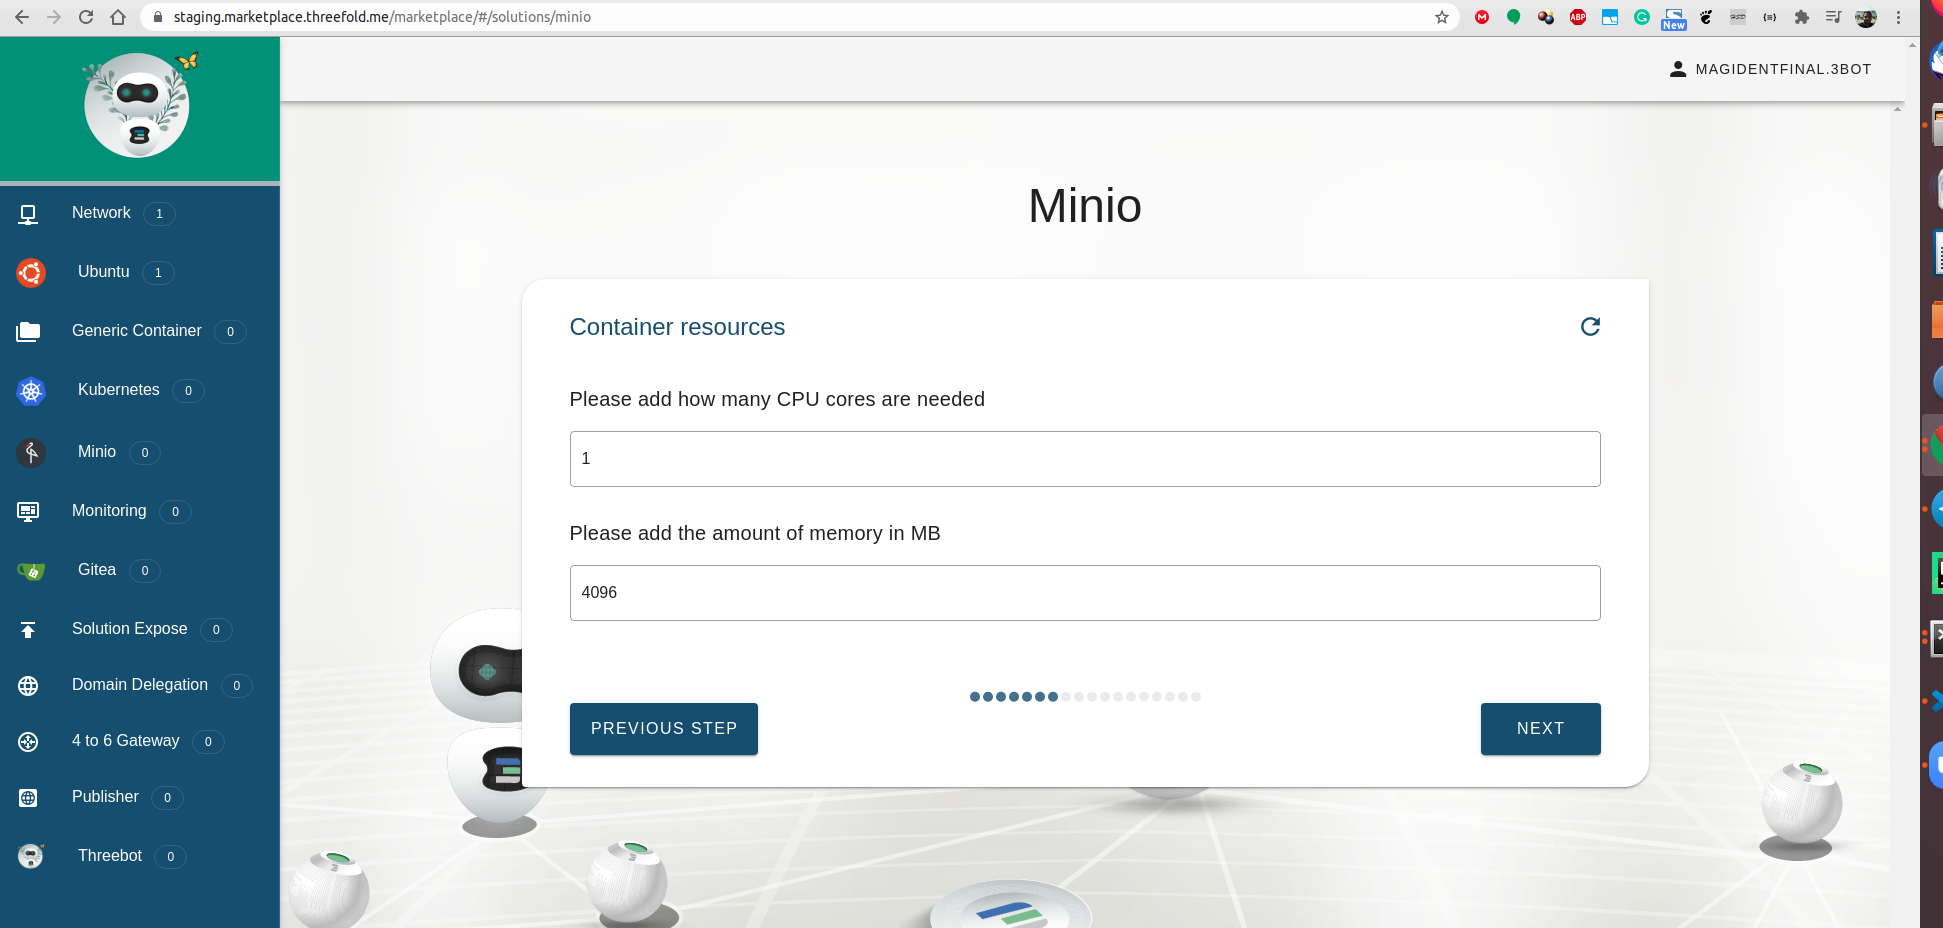 staging.marketplace.threefold.me/marketplace/#/solutions/minio
ABP
New
MAGIDENTFINAL.3BOT
Network 1
Ubuntu 1
Generic Container 0
Kubernetes 0
Minio 0
Monitoring 0
Gitea 0
Solution Expose 0
Domain Delegation 0
4 to 6 Gateway 0
Publisher 0
Threebot 0
Minio
Container resources
Please add how many CPU cores are needed
1
Please add the amount of memory in MB
4096
PREVIOUS STEP
NEXT